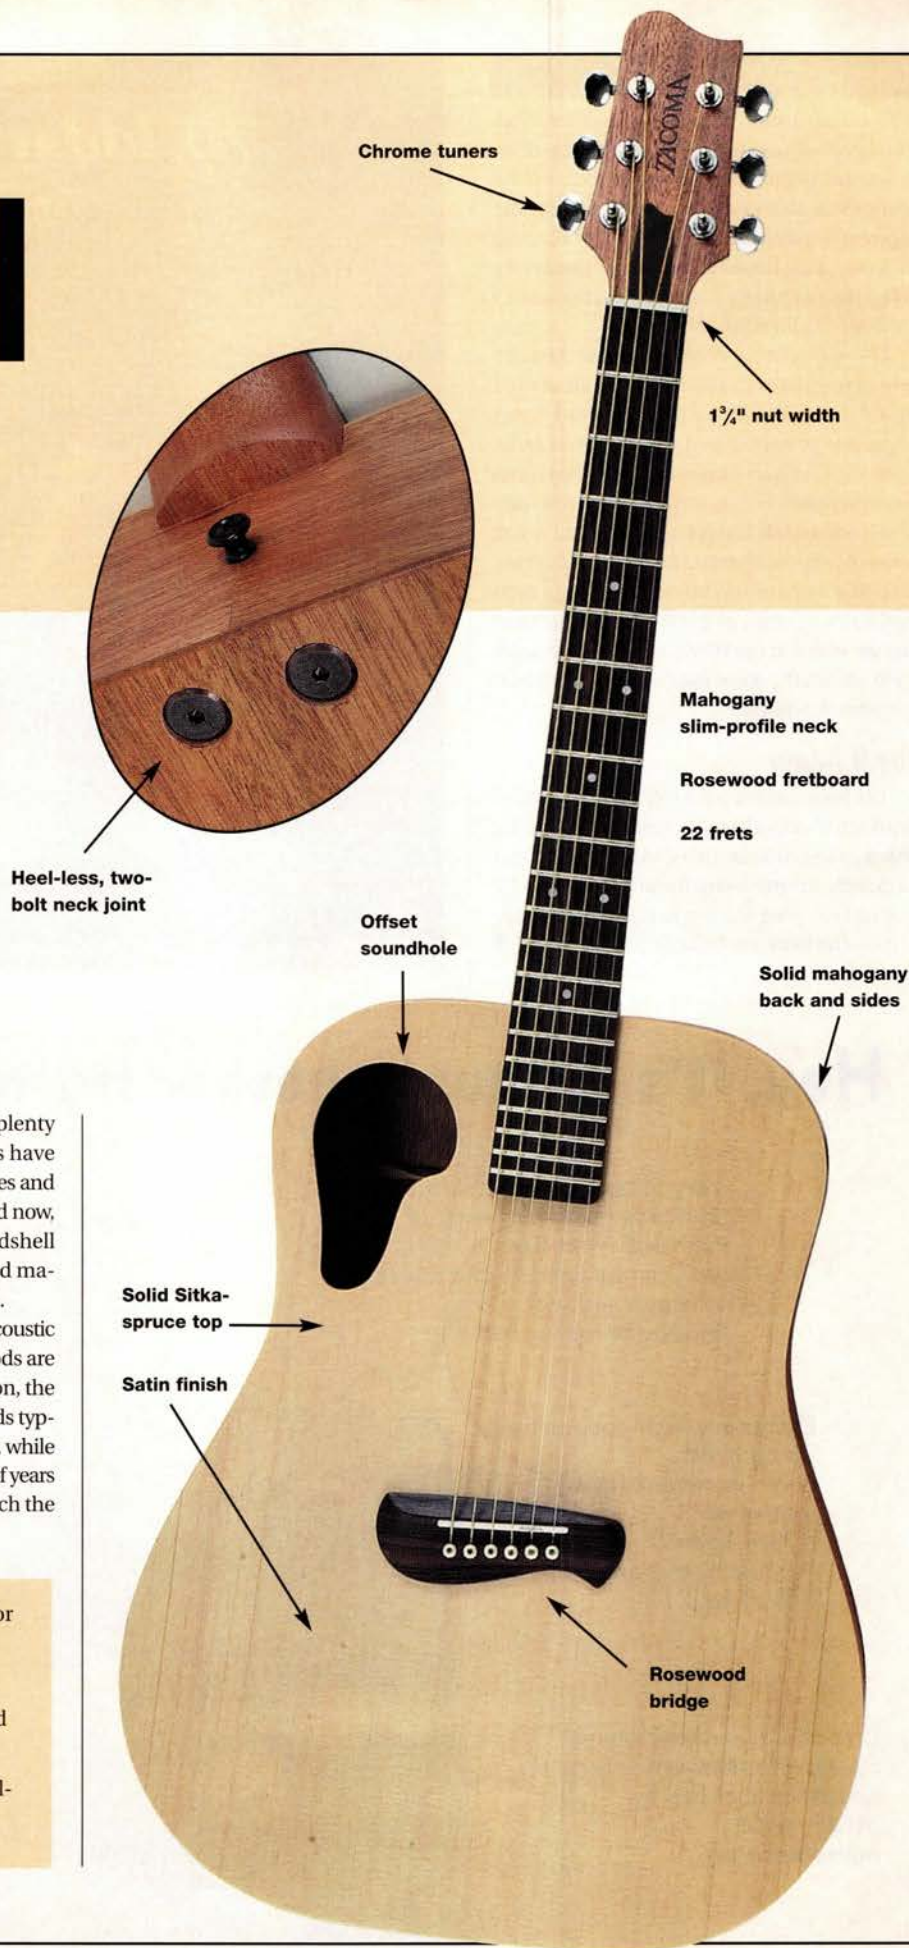 TACOMA
Chrome tuners
1¾" nut width
Mahogany
slim-profile neck
Rosewood fretboard
22 frets
Heel-less, two-
bolt neck joint
Offset
soundhole
Solid mahogany
back and sides
Solid Sitka-
spruce top
Satin finish
Rosewood
bridge
plenty
s have
es and
d now,
dshell
d ma-
.
coustic
ds are
on, the
ds typ-
, while
f years
ch the
or
d
l-